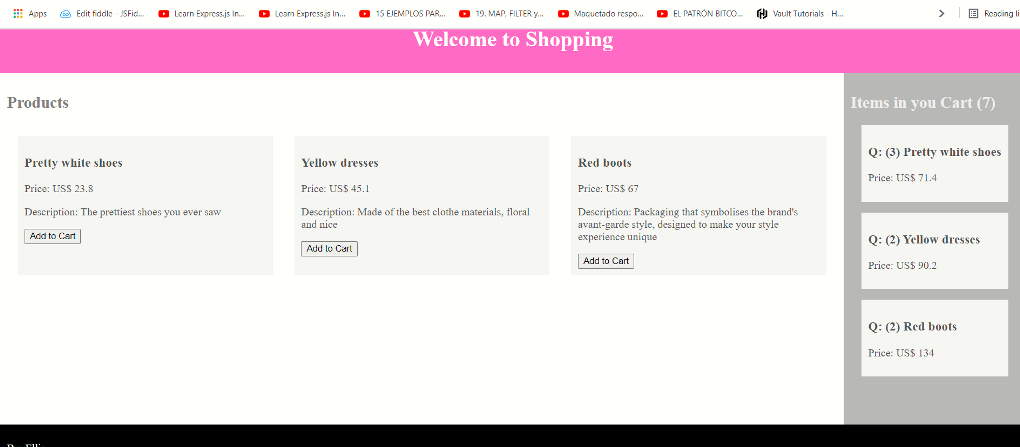 Apps
Edit fiddle - JSFid...
Learn Express.js In...
Learn Express.js In...
15 EJEMPLOS PAR...
19. MAP, FILTER y...
Maquetado respo...
EL PATRÓN BITCO...
Vault Tutorials - H...
Reading li
Welcome to Shopping
Products
Pretty white shoes
Price: US$ 23.8
Description: The prettiest shoes you ever saw
Add to Cart
Yellow dresses
Price: US$ 45.1
Description: Made of the best clothe materials, floral
and nice
Add to Cart
Red boots
Price: US$ 67
Description: Packaging that symbolises the brand's
avant-garde style, designed to make your style
experience unique
Add to Cart
Items in you Cart (7)
Q: (3) Pretty white shoes
Price: US$ 71.4
Q: (2) Yellow dresses
Price: US$ 90.2
Q: (2) Red boots
Price: US$ 134